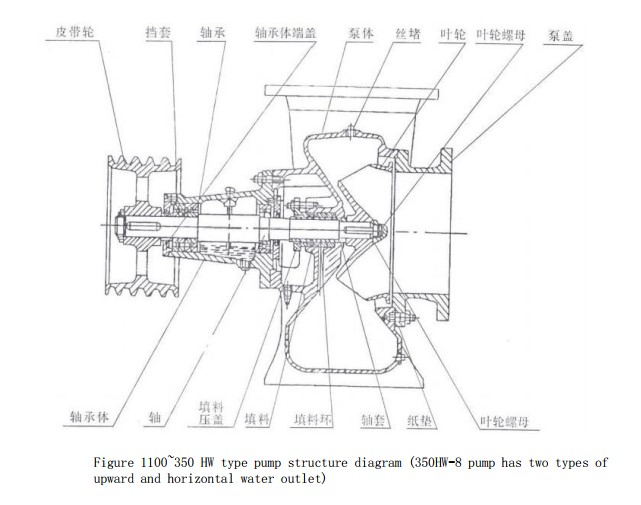 皮带轮
挡套
轴承
轴承体端盖
泵体
丝堵
叶轮
叶轮螺母
泵盖
轴承体
轴
填料
压盖
填料
填料环
轴套
纸垫
叶轮螺母
Figure 1100~350 HW type pump structure diagram (350HW-8 pump has two types of
upward and horizontal water outlet)